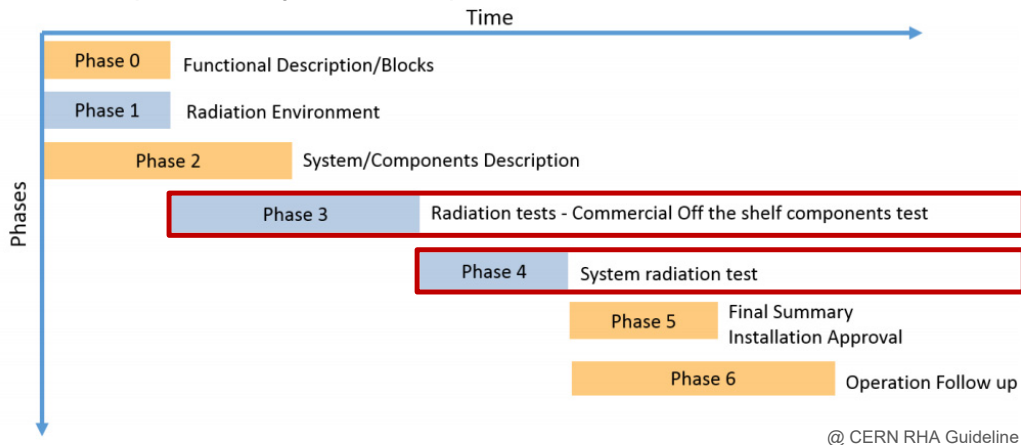 Time
Phases
Phase 0
Functional Description/Blocks
Phase 1
Radiation Environment
Phase 2
System/Components Description
Phase 3
Radiation tests - Commercial Off the shelf components test
Phase 4
System radiation test
Phase 5
Final Summary
Installation Approval
Phase 6
Operation Follow up
@ CERN RHA Guideline